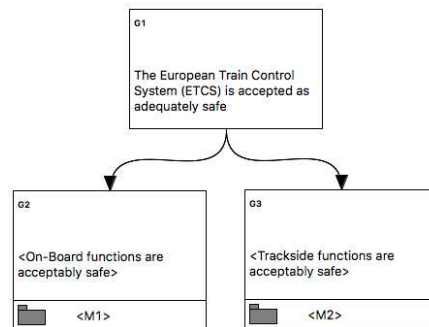 G1
The European Train Control
System (ETCS) is accepted as
adequately safe
G2
<On-Board functions are
acceptably safe>
<M1>
G3
<Trackside functions are
acceptably safe>
<M2>